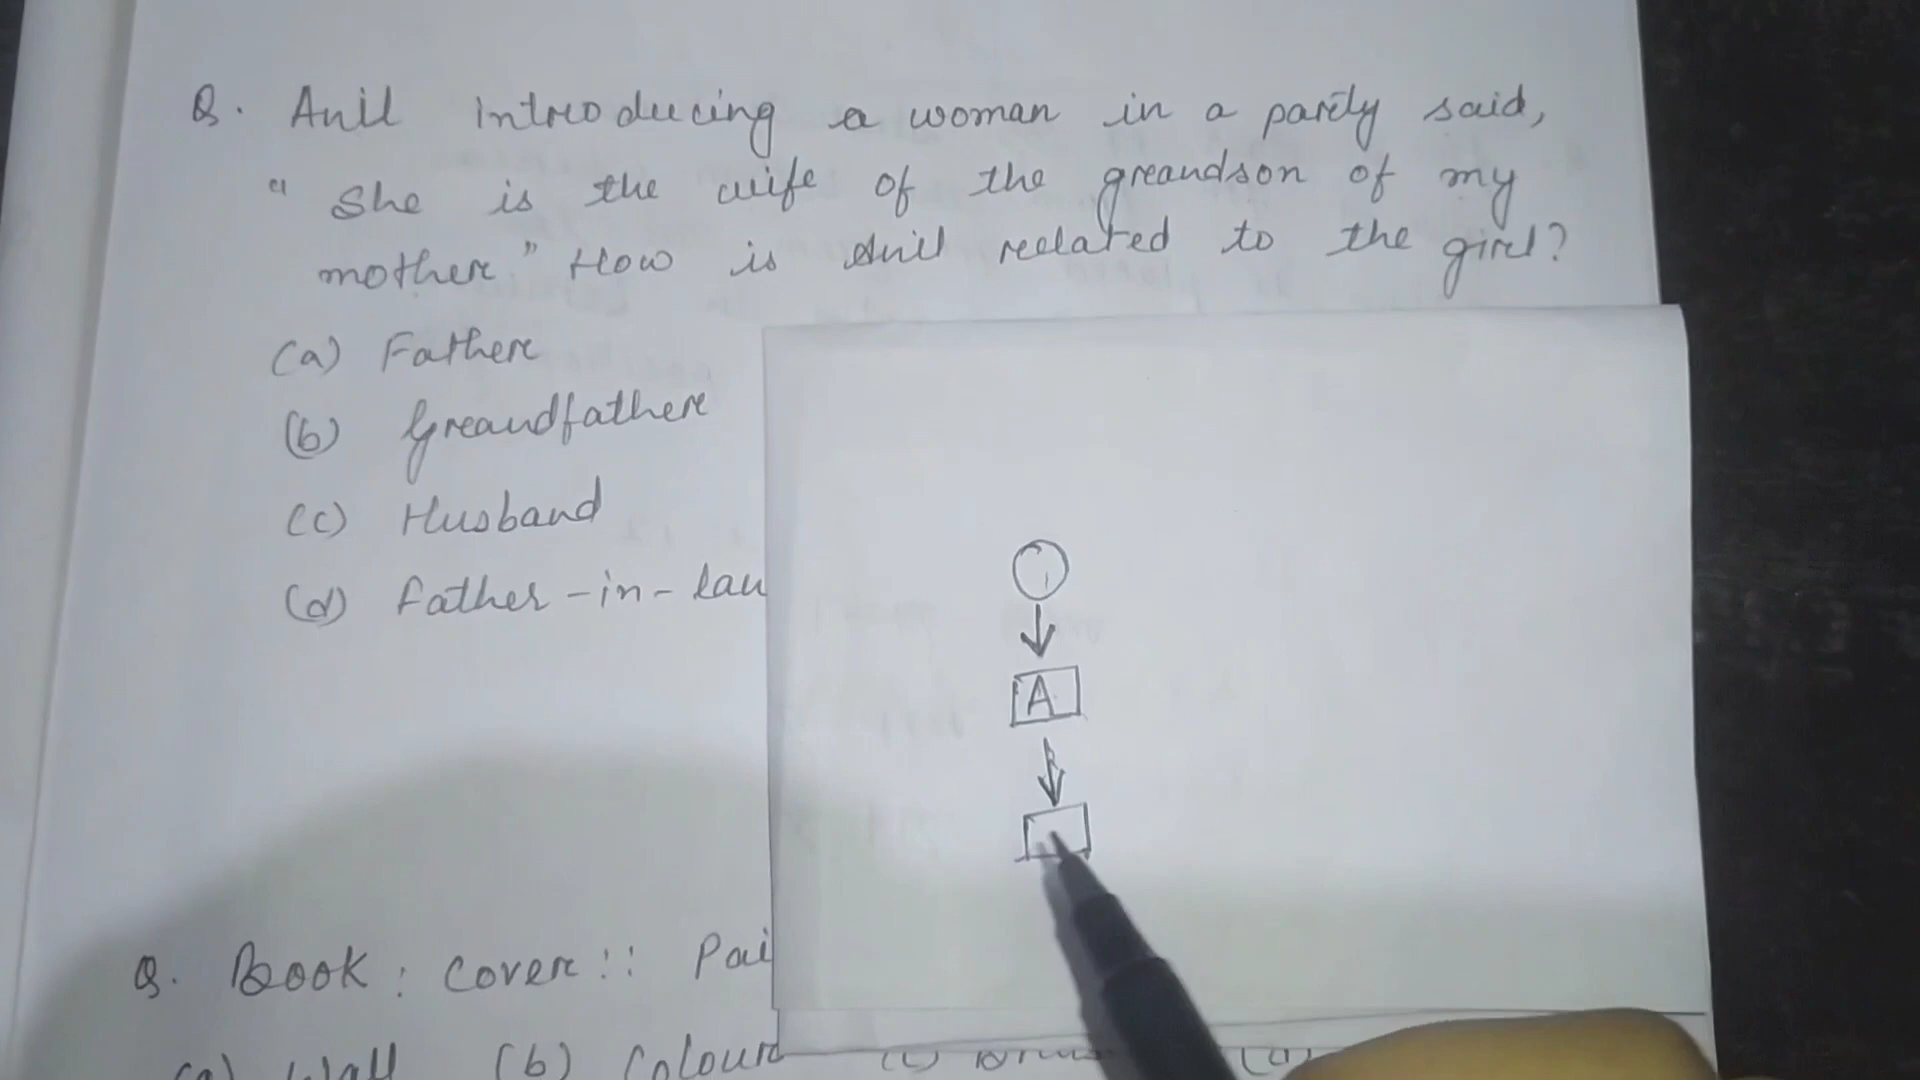 Q. Anil introducing a woman in a party said,
" She is the wife of the grandson of my
mother" How is Anil related to the girl?
(a) Father
(b) Grandfather
(c) Husband
(d) Father-in-law
A
Q. Book : Cover :: Pai
(a) Wall (b) Colour (c)